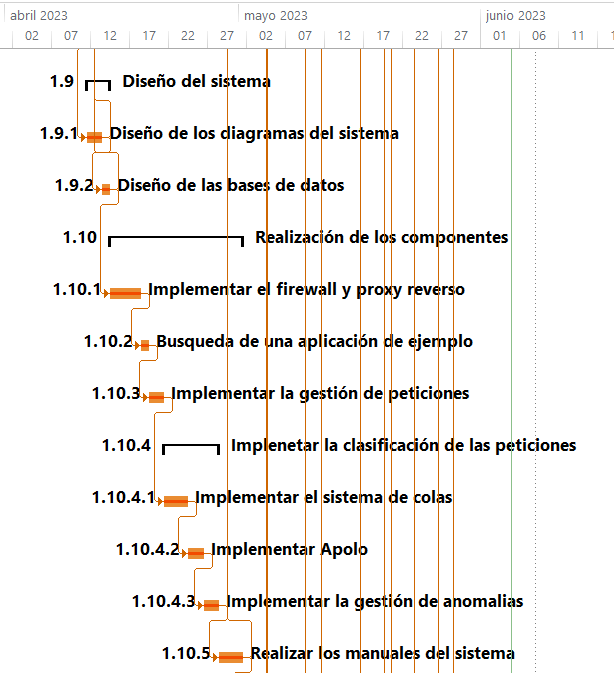 abril 2023 mayo 2023 junio 2023
02 07 12 17 22 27 02 07 12 17 22 27 01 06 11
1.9 Diseño del sistema
1.9.1 Diseño de los diagramas del sistema
1.9.2 Diseño de las bases de datos
1.10 Realización de los componentes
1.10.1 Implementar el firewall y proxy reverso
1.10.2 Busqueda de una aplicación de ejemplo
1.10.3 Implementar la gestión de peticiones
1.10.4 Implenetar la clasificación de las peticiones
1.10.4.1 Implementar el sistema de colas
1.10.4.2 Implementar Apolo
1.10.4.3 Implementar la gestión de anomalias
1.10.5 Realizar los manuales del sistema